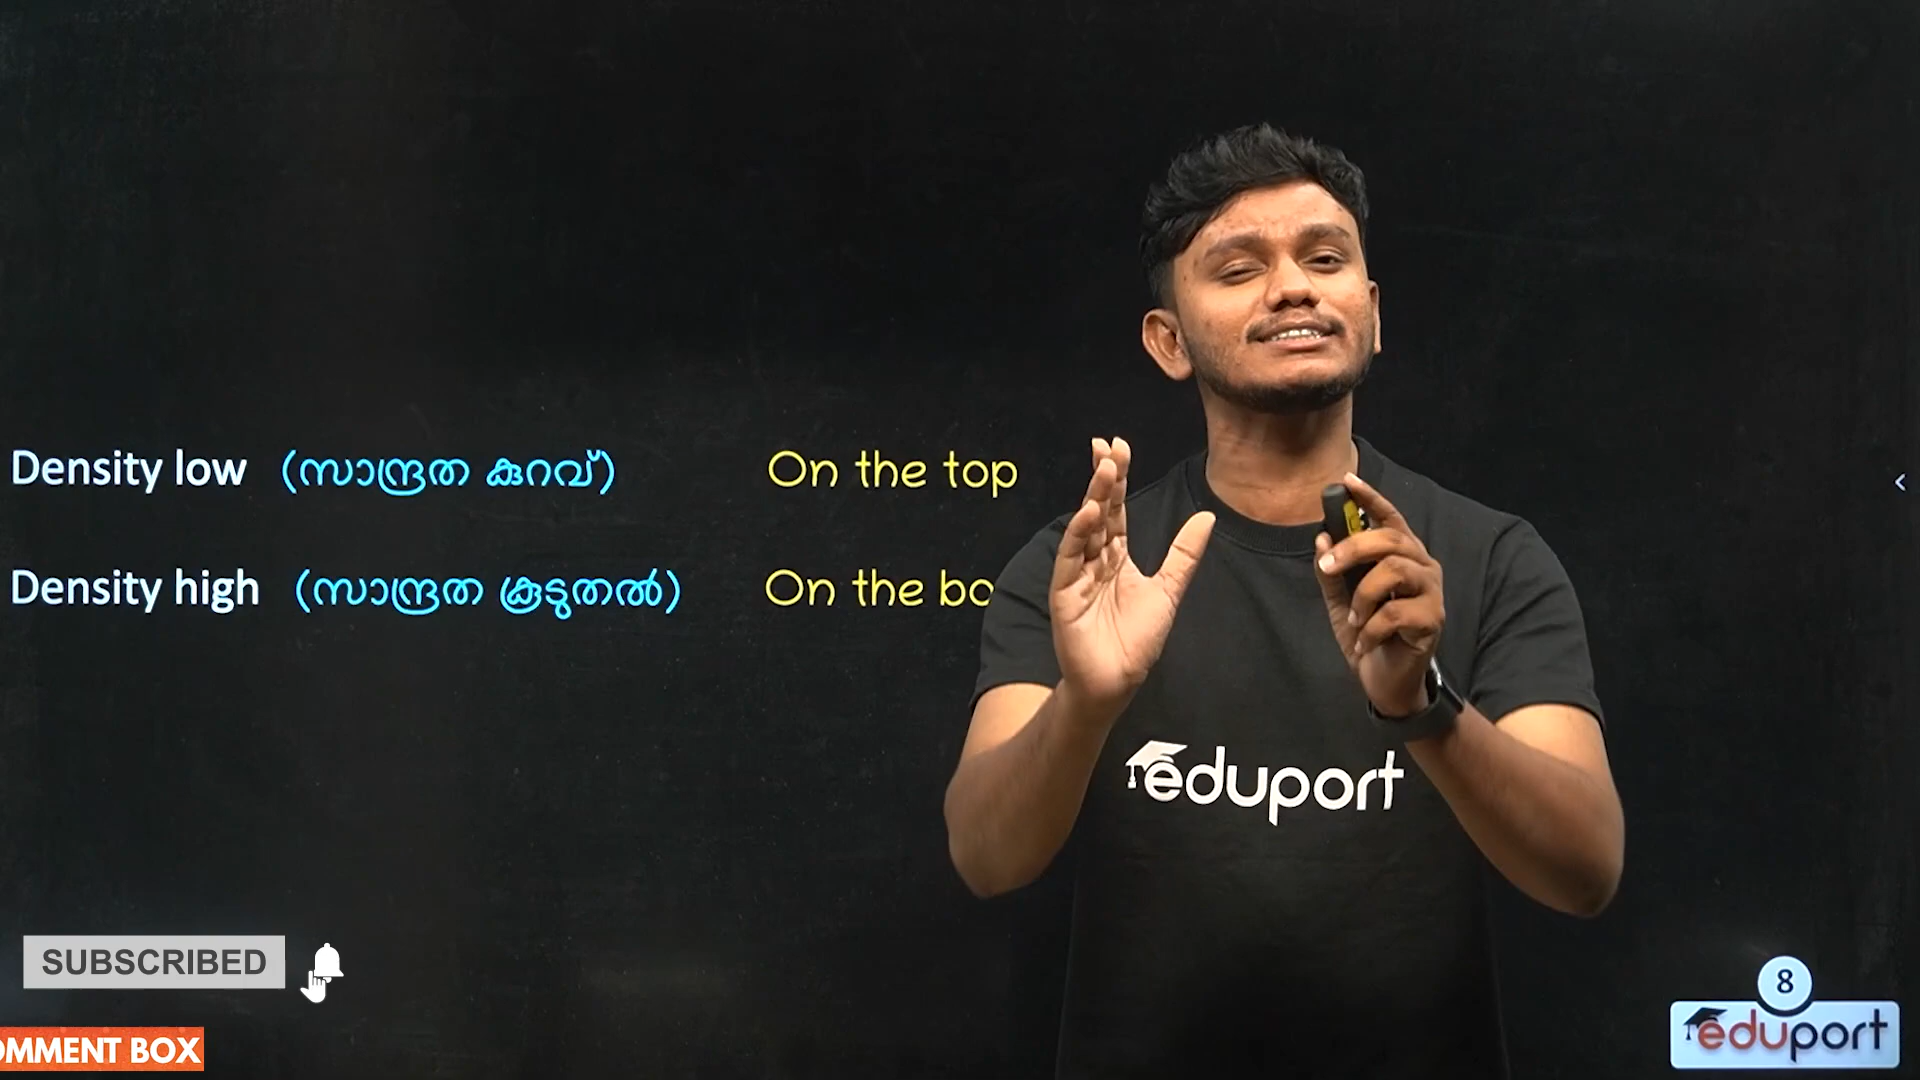 Density low (സാന്ദ്രത കുറവ്) On the top
Density high (സാന്ദ്രത കൂടുതൽ) On the bo
eduport
SUBSCRIBED
OMMENT BOX
8
eduport